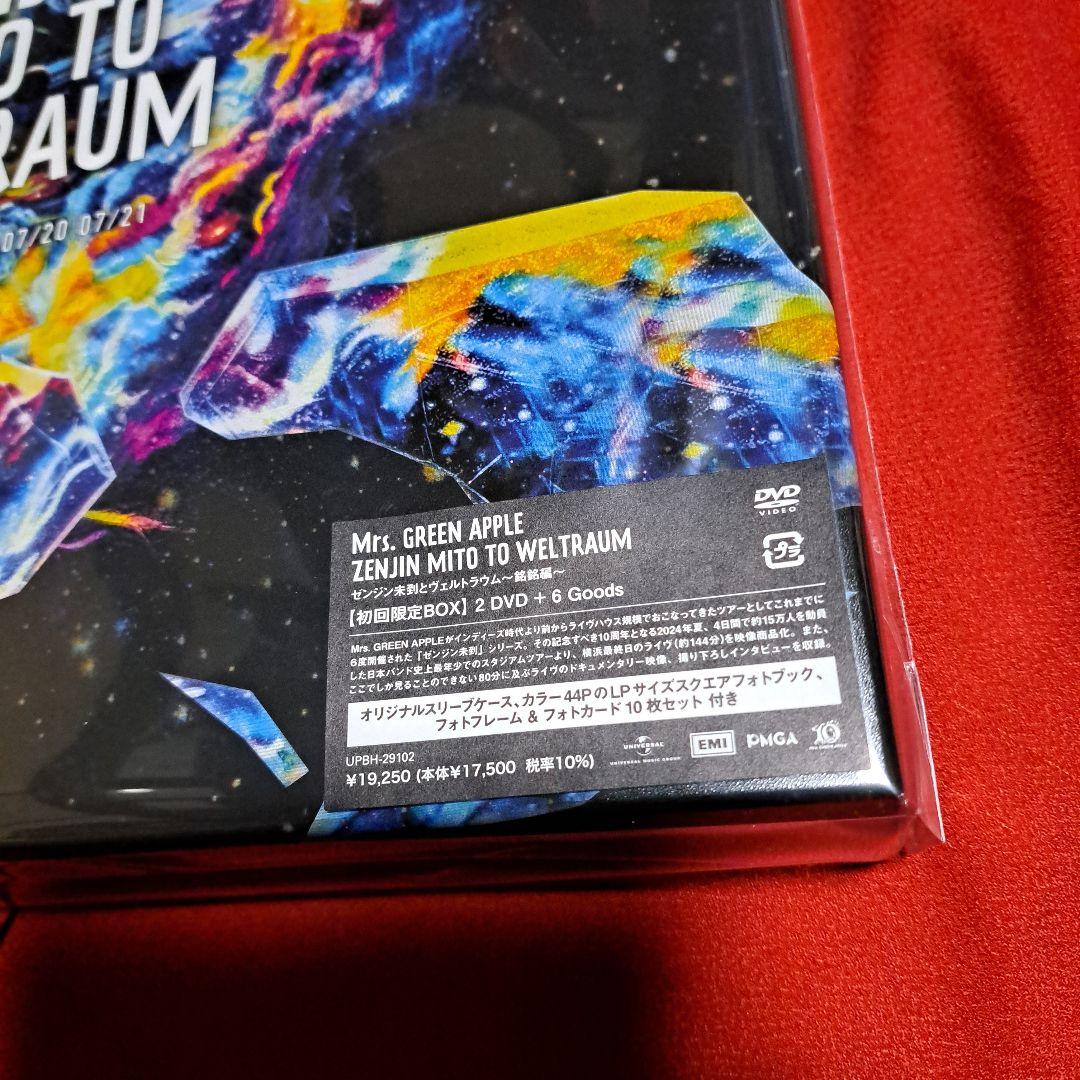 O TO
RAUM
07/20 07/21
DVD
VIDEO
プラ
Mrs. GREEN APPLE
ZENJIN MITO TO WELTRAUM
ゼンジン未到とヴェルトラウム～銘銘編～
【初回限定BOX】 2 DVD + 6 Goods
Mrs. GREEN APPLEがインディーズ時代より前からライヴハウス規模でおこなってきたツアーとしてこれまでに
6度開催された「ゼンジン未到」シリーズ。その記念すべき10周年となる2024年夏、4日間で約15万人を動員
した日本バンド史上最年少でのスタジアムツアーより、横浜最終日のライヴ(約144分)を映像商品化。また、
ここでしか見ることのできない80分に及ぶライヴのドキュメンタリー映像、撮り下ろしインタビューを収録。
オリジナルスリーブケース、カラー44PのLPサイズスクエアフォトブック、
フォトフレーム & フォトカード10枚セット 付き
UPBH-29102
¥19,250 (本体¥17,500 税率10%)
UNIVERSAL
UNIVERSAL MUSIC GROUP
EMI
PMGA